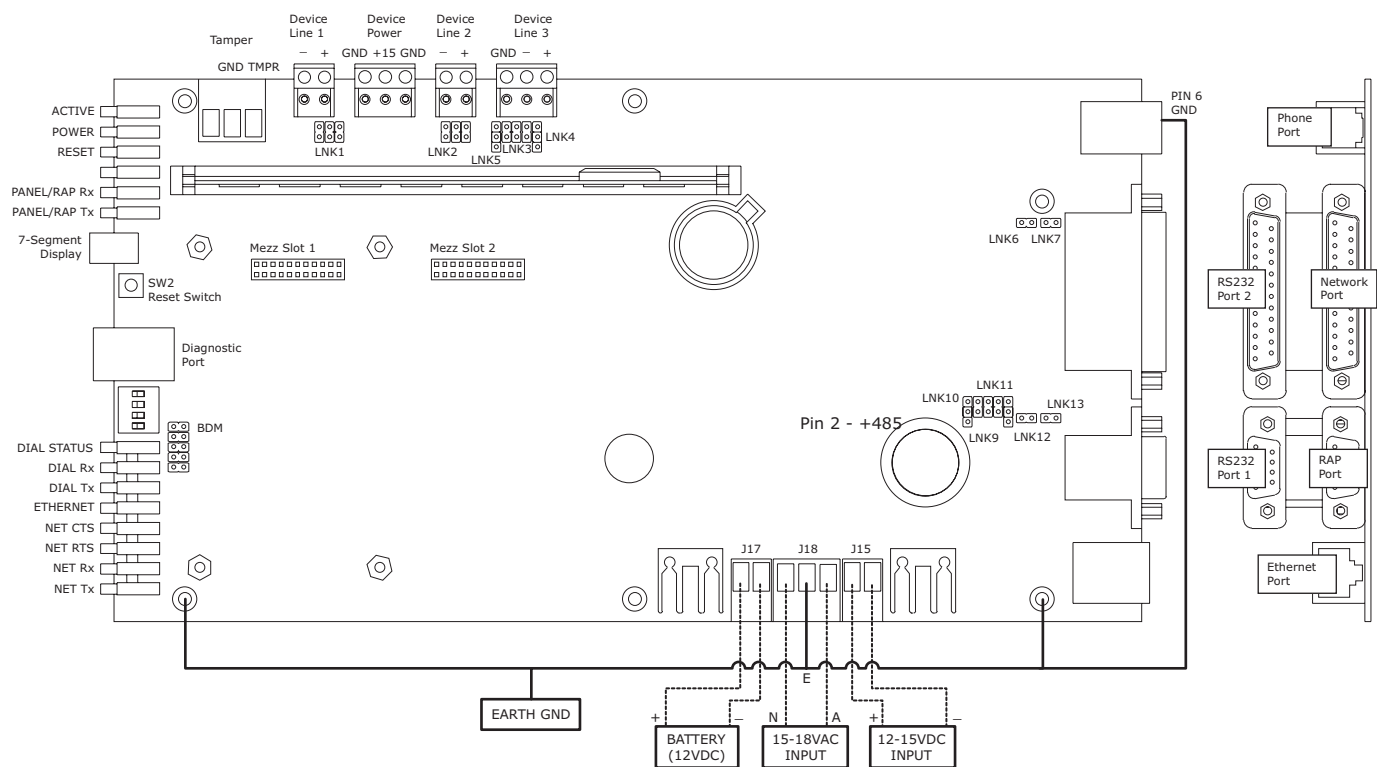 Device
Line 1
Device
Power
Device
Line 2
Device
Line 3
Tamper
– +
GND +15 GND
– +
GND – +
GND TMPR
PIN 6
GND
ACTIVE
POWER
RESET
PANEL/RAP Rx
PANEL/RAP Tx
LNK1
LNK2
LNK5
LNK3
LNK4
Phone
Port
7-Segment
Display
Mezz Slot 1
Mezz Slot 2
LNK6
LNK7
SW2
Reset Switch
RS232
Port 2
Network
Port
Diagnostic
Port
BDM
LNK11
LNK10
LNK13
Pin 2 - +485
LNK9
LNK12
DIAL STATUS
DIAL Rx
DIAL Tx
ETHERNET
NET CTS
NET RTS
NET Rx
NET Tx
RS232
Port 1
RAP
Port
J17
J18
J15
Ethernet
Port
E
EARTH GND
+ –
N A
+ –
BATTERY
(12VDC)
15-18VAC
INPUT
12-15VDC
INPUT